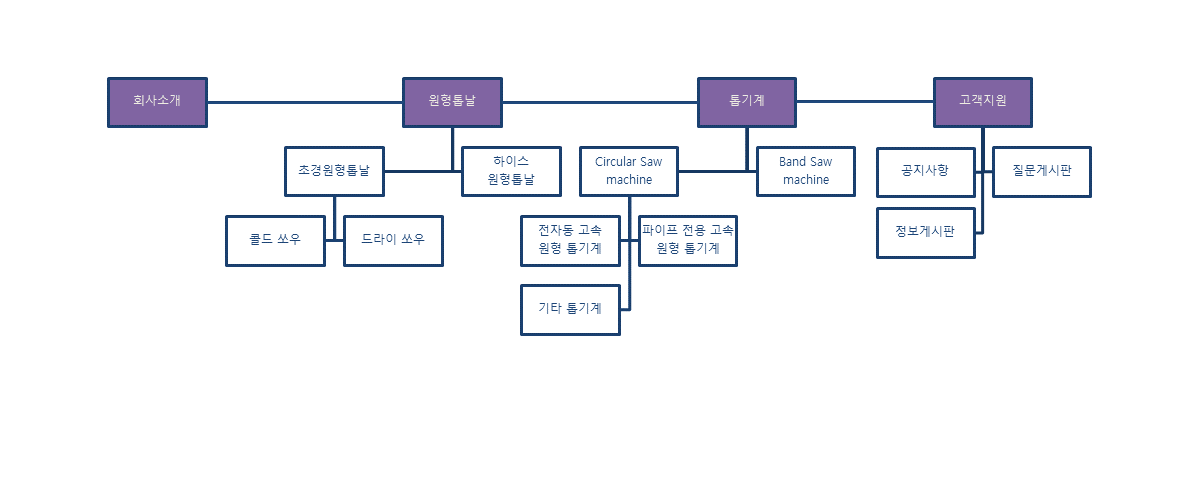 회사소개
원형톱날
톱기계
고객지원
초경원형톱날
하이스
원형톱날
Circular Saw
machine
Band Saw
machine
공지사항
질문게시판
콜드 쏘우
드라이 쏘우
전자동 고속
원형 톱기계
파이프 전용 고속
원형 톱기계
정보게시판
기타 톱기계